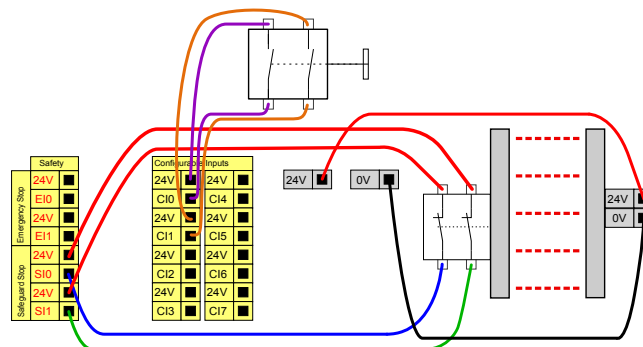 Safety
Emergency Stop
24V
EI0
24V
EI1
Safeguard Stop
24V
SI0
24V
SI1
Configurable Inputs
24V
CI0
24V
CI1
24V
CI2
24V
CI3
24V
CI4
24V
CI5
24V
CI6
24V
CI7
24V
0V
24V
0V